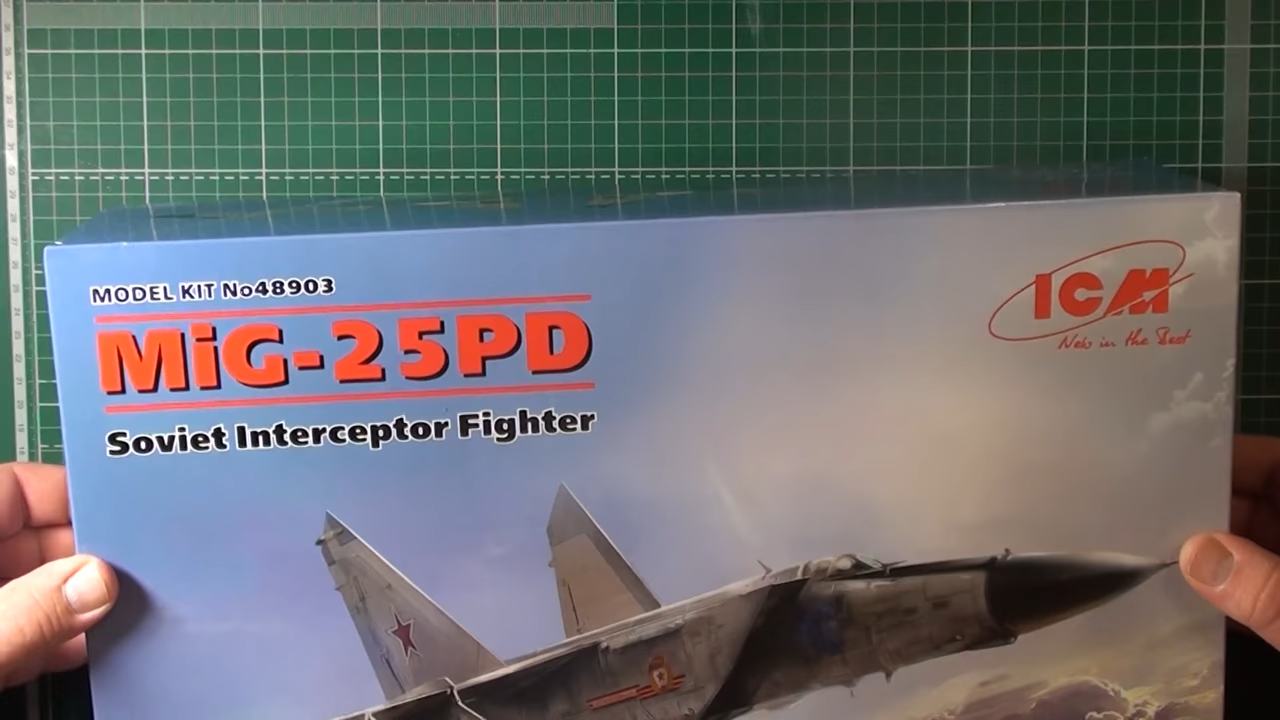 MODEL KIT No48903
MiG-25PD
Soviet Interceptor Fighter
ICM
New in the Best